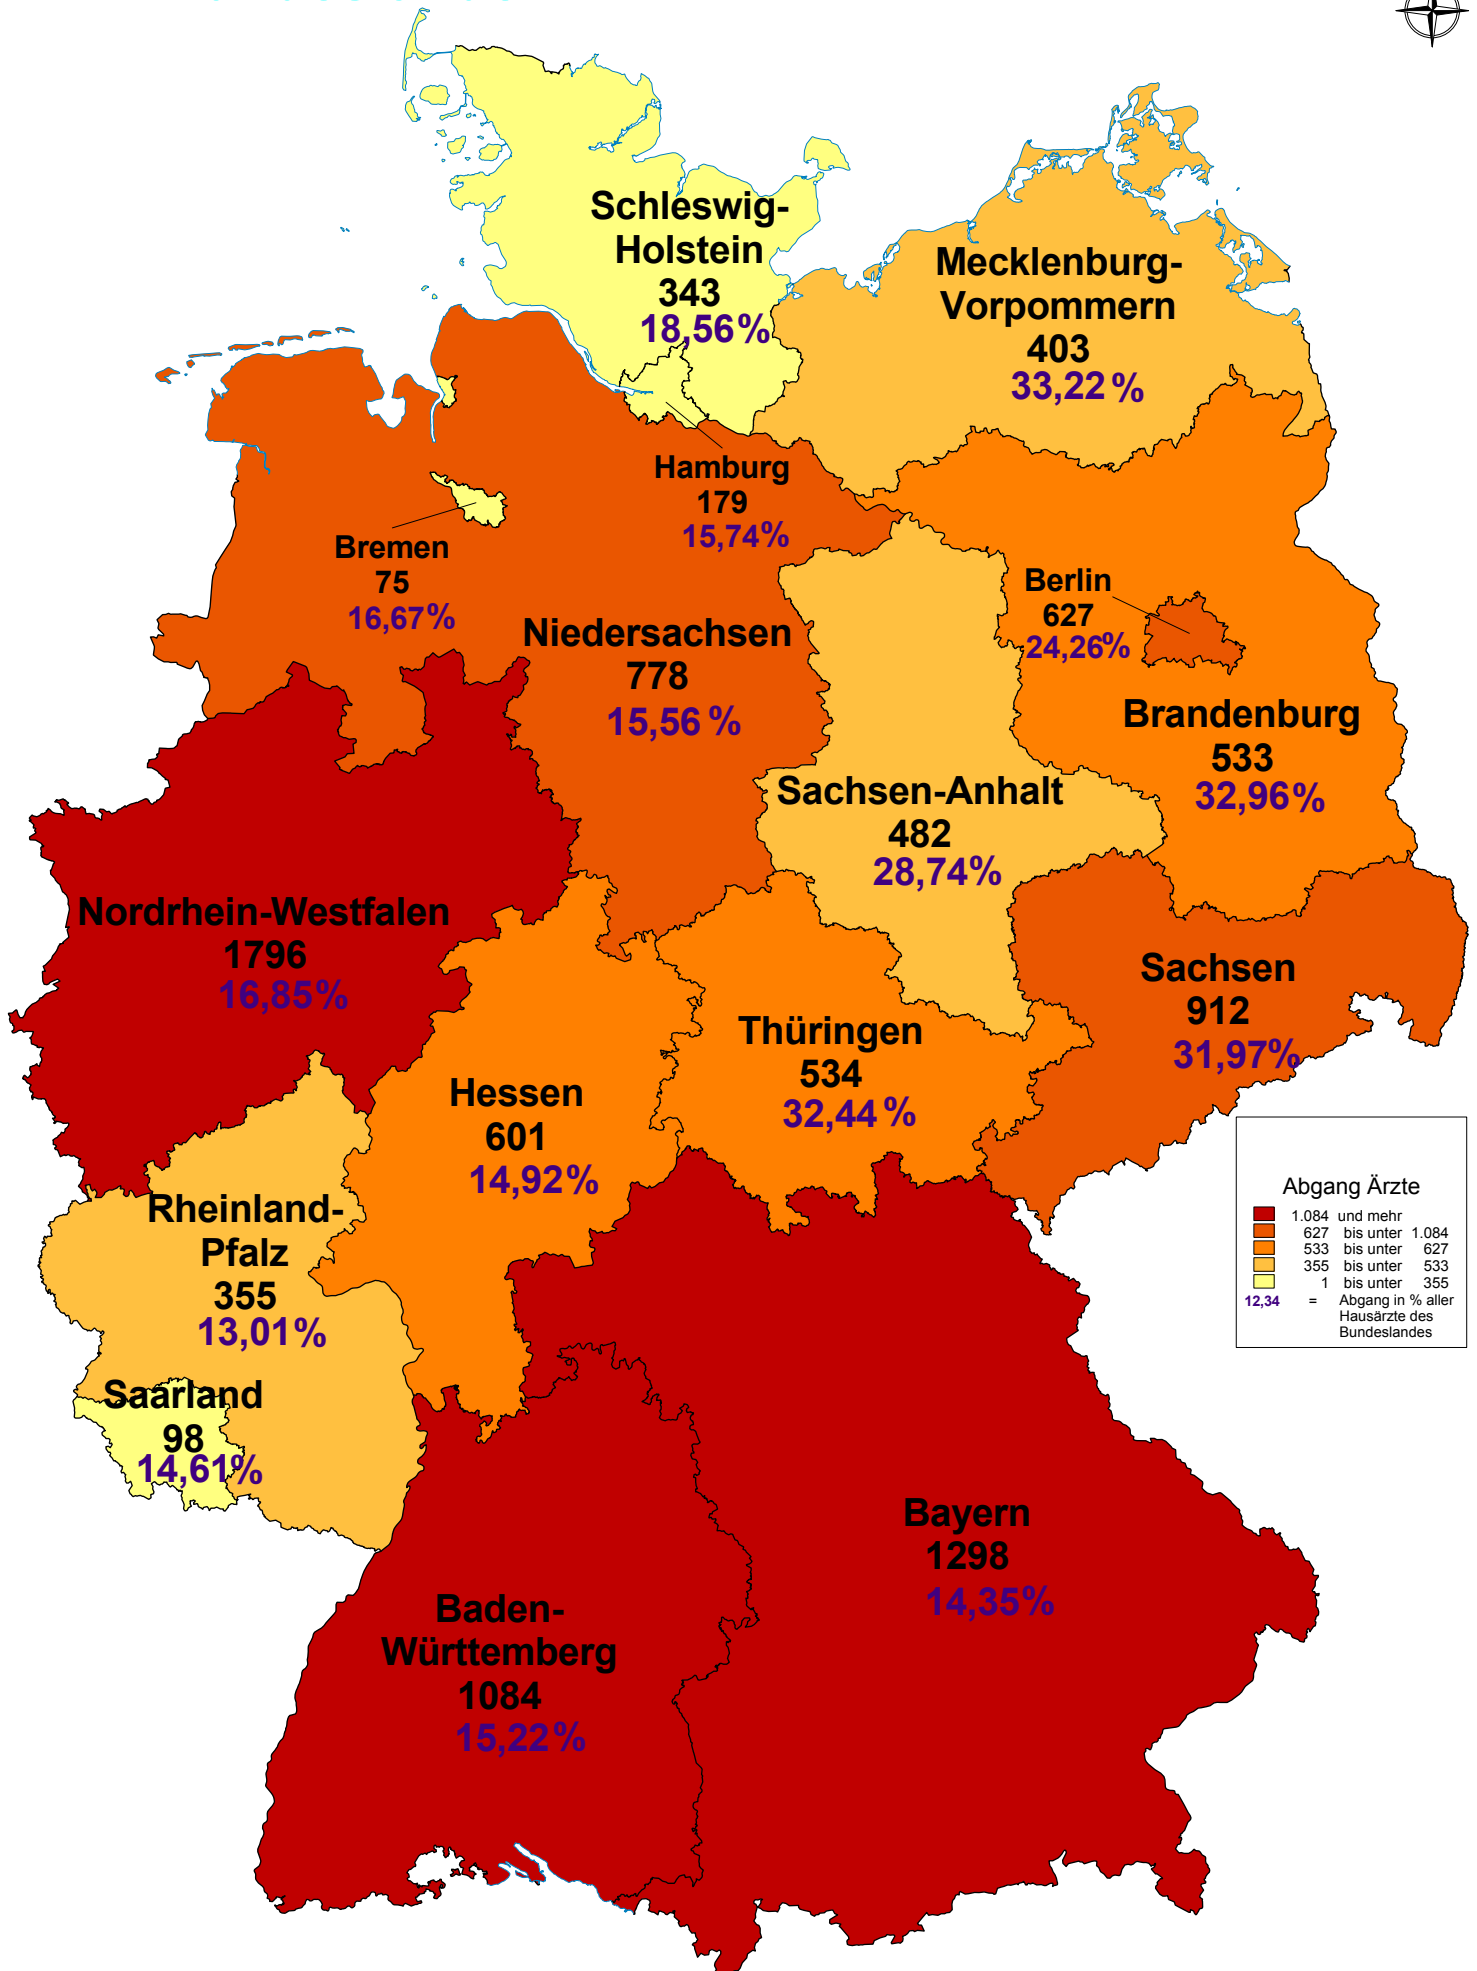 Schleswig-
Holstein
343
18,56%
Mecklenburg-
Vorpommern
403
33,22 %
Hamburg
179
15,74%
Bremen
75
16,67%
Berlin
627
24,26%
Niedersachsen
778
15,56 %
Brandenburg
533
32,96%
Sachsen-Anhalt
482
28,74%
Nordrhein-Westfalen
1796
16,85%
Sachsen
912
31,97%
Thüringen
534
32,44 %
Hessen
601
14,92%
Rheinland-
Pfalz
355
13,01%
Saarland
98
14,61%
Bayern
1298
14,35%
Baden-
Württemberg
1084
15,22%
Abgang Ärzte
1.084 und mehr
627 bis unter 1.084
533 bis unter 627
355 bis unter 533
1 bis unter 355
12,34 = Abgang in % aller
Hausärzte des
Bundeslandes